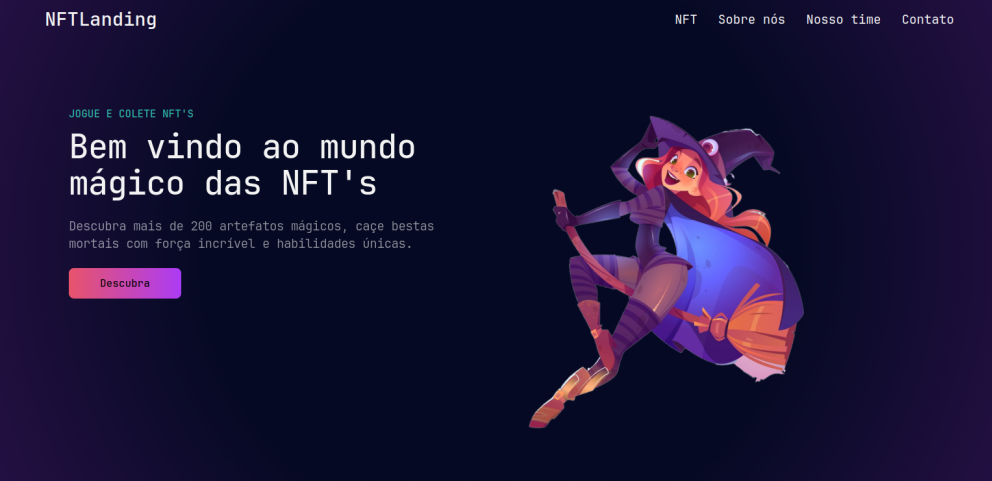 NFTLanding
NFT Sobre nós Nosso time Contato
JOGUE E COLETE NFT'S
Bem vindo ao mundo
mágico das NFT's
Descubra mais de 200 artefatos mágicos, caçe bestas
mortais com força incrível e habilidades únicas.
Descubra